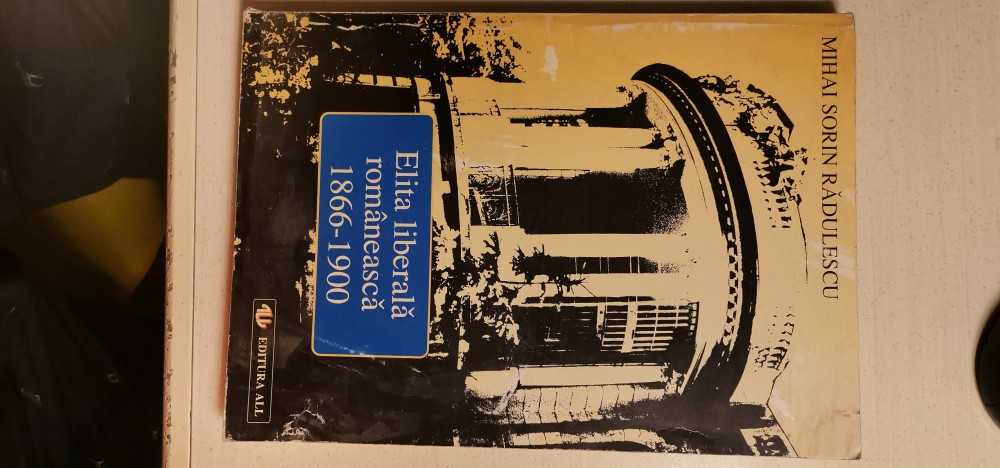 MIHAI SORIN RĂDULESCU
Elita liberală
românească
1866-1900
EDITURA ALL